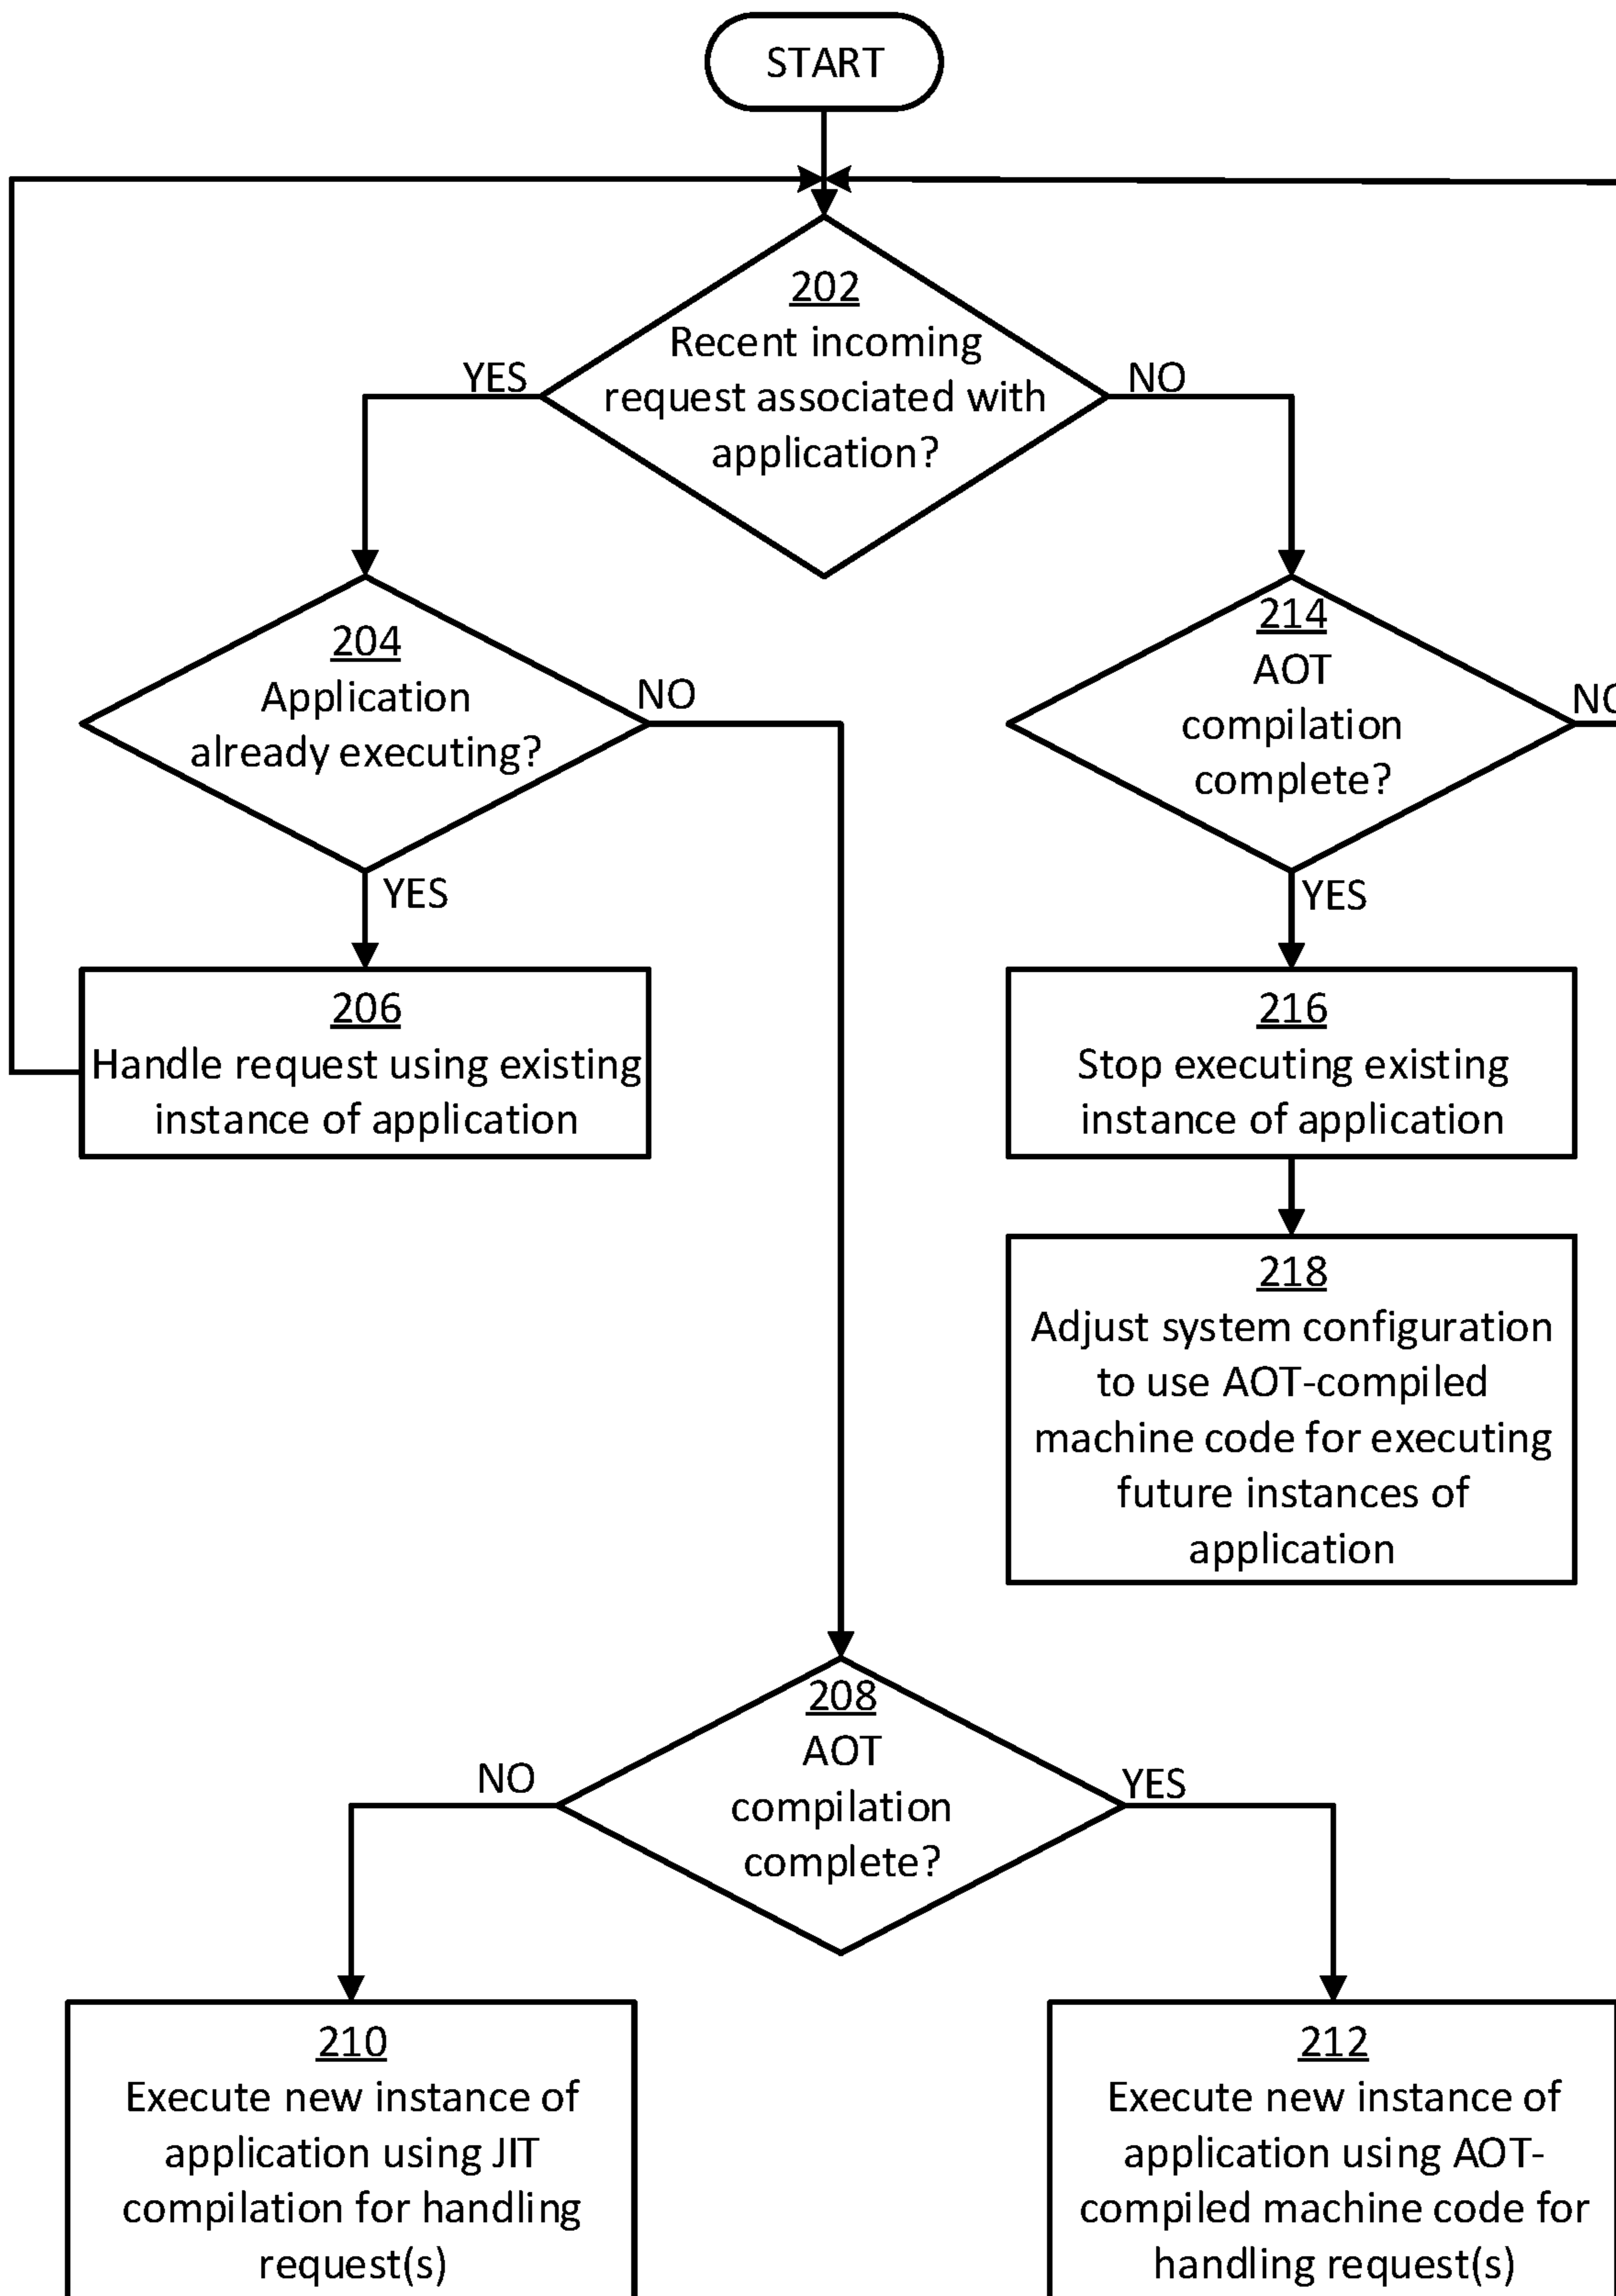 START
202
Recent incoming
request associated with
application?
YES
NO
204
Application
already executing?
NO
YES
214
AOT
compilation
complete?
NO
YES
206
Handle request using existing
instance of application
216
Stop executing existing
instance of application
218
Adjust system configuration
to use AOT-compiled
machine code for executing
future instances of
application
208
AOT
compilation
complete?
NO
YES
210
Execute new instance of
application using JIT
compilation for handling
request(s)
212
Execute new instance of
application using AOT-
compiled machine code for
handling request(s)